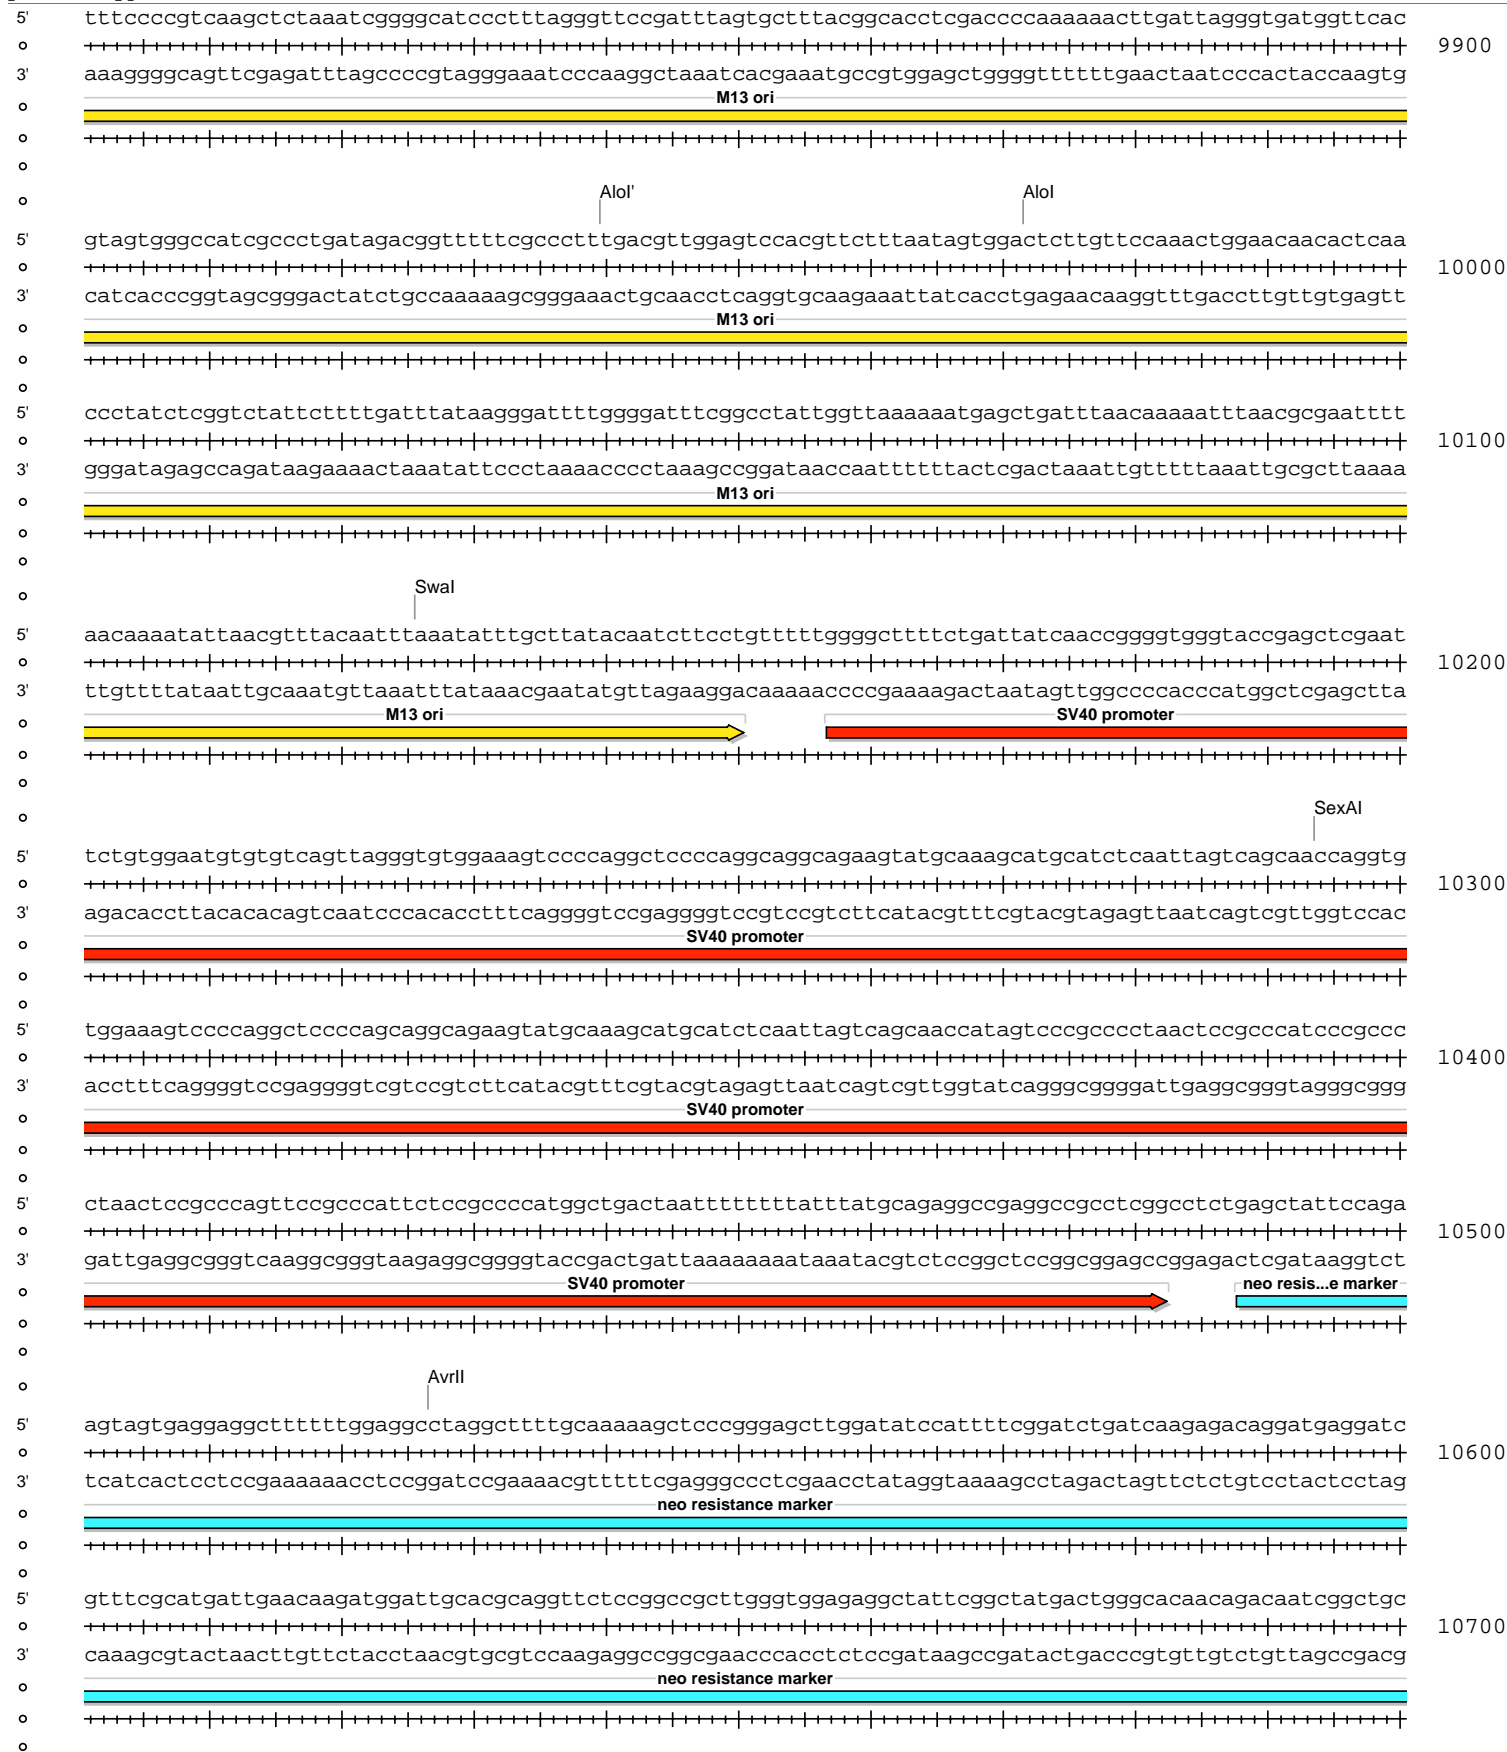 5' tttccccgtcaagctctaaatcggggcatccctttagggttccgatttagtgctttacggcacctcgaccccaaaaaacttgattagggtgatggttcac
9900
3' aaaggggcagttcgagatttagccccgtagggaaatcccaaggctaaatcacgaaatgccgtggagctggggttttttgaactaatcccactaccaagtg
M13 ori
AloI' AloI
5' gtagtgggccatcgccctgatagacggtttttcgccctttgacgttggagtccacgttctttaatagtggactcttgttccaaactggaacaacactcaa
10000
3' catcacccggtagcgggactatctgccaaaaagcgggaaactgcaacctcaggtgcaagaaattatcacctgagaacaaggtttgaccttgttgtgagtt
M13 ori
5' ccctatctcggtctattcttttgatttataagggattttggggatttcggcctattggttaaaaaatgagctgatttaacaaaaatttaacgcgaatttt
10100
3' gggatagagccagataagaaaactaaatattccctaaaacccctaaagccggataaccaattttttactcgactaaattgtttttaaattgcgcttaaaa
M13 ori
SwaI
5' aacaaaatattaacgtttacaatttaaatatttgcttatacaatcttcctgtttttggggcttttctgattatcaaccggggtgggtaccgagctcgaat
10200
3' ttgttttataattgcaaatgttaaatttataaacgaatatgttagaaggacaaaaaccccgaaaagactaatagttggccccacccatggctcgagctta
M13 ori SV40 promoter
SexAI
5' tctgtggaatgtgtgtcagttagggtgtggaaagtccccaggctccccaggcaggcagaagtatgcaaagcatgcatctcaattagtcagcaaccaggtg
10300
3' agacaccttacacacagtcaatcccacacctttcaggggtccgaggggtccgtccgtcttcatacgtttcgtacgtagagttaatcagtcgttggtccac
SV40 promoter
5' tggaaagtccccaggctccccagcaggcagaagtatgcaaagcatgcatctcaattagtcagcaaccatagtcccgcccctaactccgcccatcccgccc
10400
3' acctttcaggggtccgaggggtcgtccgtcttcatacgtttcgtacgtagagttaatcagtcgttggtatcagggcggggattgaggcgggtagggcggg
SV40 promoter
5' ctaactccgcccagttccgcccattctccgccccatggctgactaattttttttatttatgcagaggccgaggccgcctcggcctctgagctattccaga
10500
3' gattgaggcgggtcaaggcgggtaagaggcggggtaccgactgattaaaaaaaataaatacgtctccggctccggcggagccggagactcgataaggtct
SV40 promoter neo resis...e marker
AvrII
5' agtagtgaggaggcttttttggaggcctaggcttttgcaaaaagctcccgggagcttggatatccattttcggatctgatcaagagacaggatgaggatc
10600
3' tcatcactcctccgaaaaaacctccggatccgaaaacgtttttcgagggccctcgaacctataggtaaaagcctagactagttctctgtcctactcctag
neo resistance marker
5' gtttcgcatgattgaacaagatggattgcacgcaggttctccggccgcttgggtggagaggctattcggctatgactgggcacaacagacaatcggctgc
10700
3' caaagcgtactaacttgttctacctaacgtgcgtccaagaggccggcgaacccacctctccgataagccgatactgacccgtgttgtctgttagccgacg
neo resistance marker